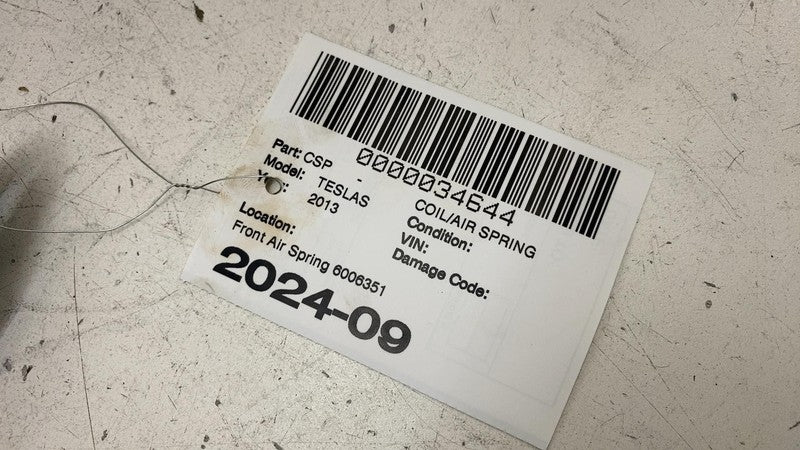 0000034644
Part: CSP - COIL/AIR SPRING
Model: TESLAS Condition:
2013 VIN:
Damage Code:
Location:
Front Air Spring 6006351
2024-09